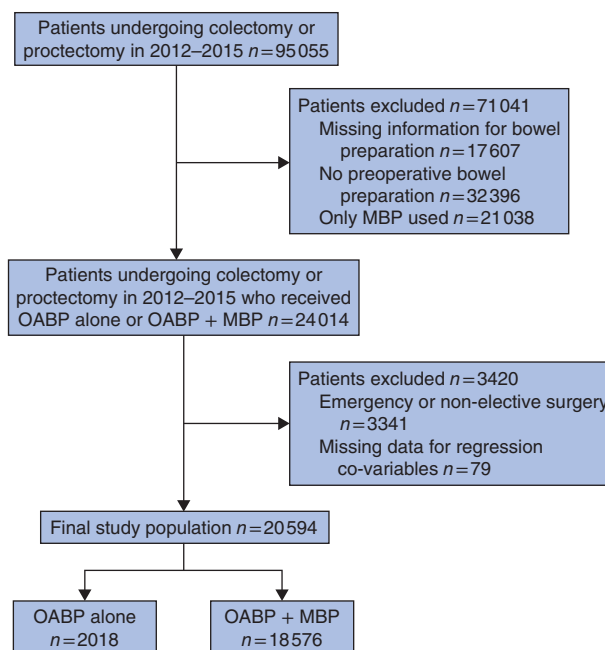 Patients undergoing colectomy or
proctectomy in 2012–2015 n=95055
Patients excluded n=71041
Missing information for bowel
preparation n=17607
No preoperative bowel
preparation n=32396
Only MBP used n=21038
Patients undergoing colectomy or
proctectomy in 2012–2015 who received
OABP alone or OABP + MBP n=24014
Patients excluded n=3420
Emergency or non-elective surgery
n=3341
Missing data for regression
co-variables n=79
Final study population n=20594
OABP alone
n=2018
OABP + MBP
n=18576